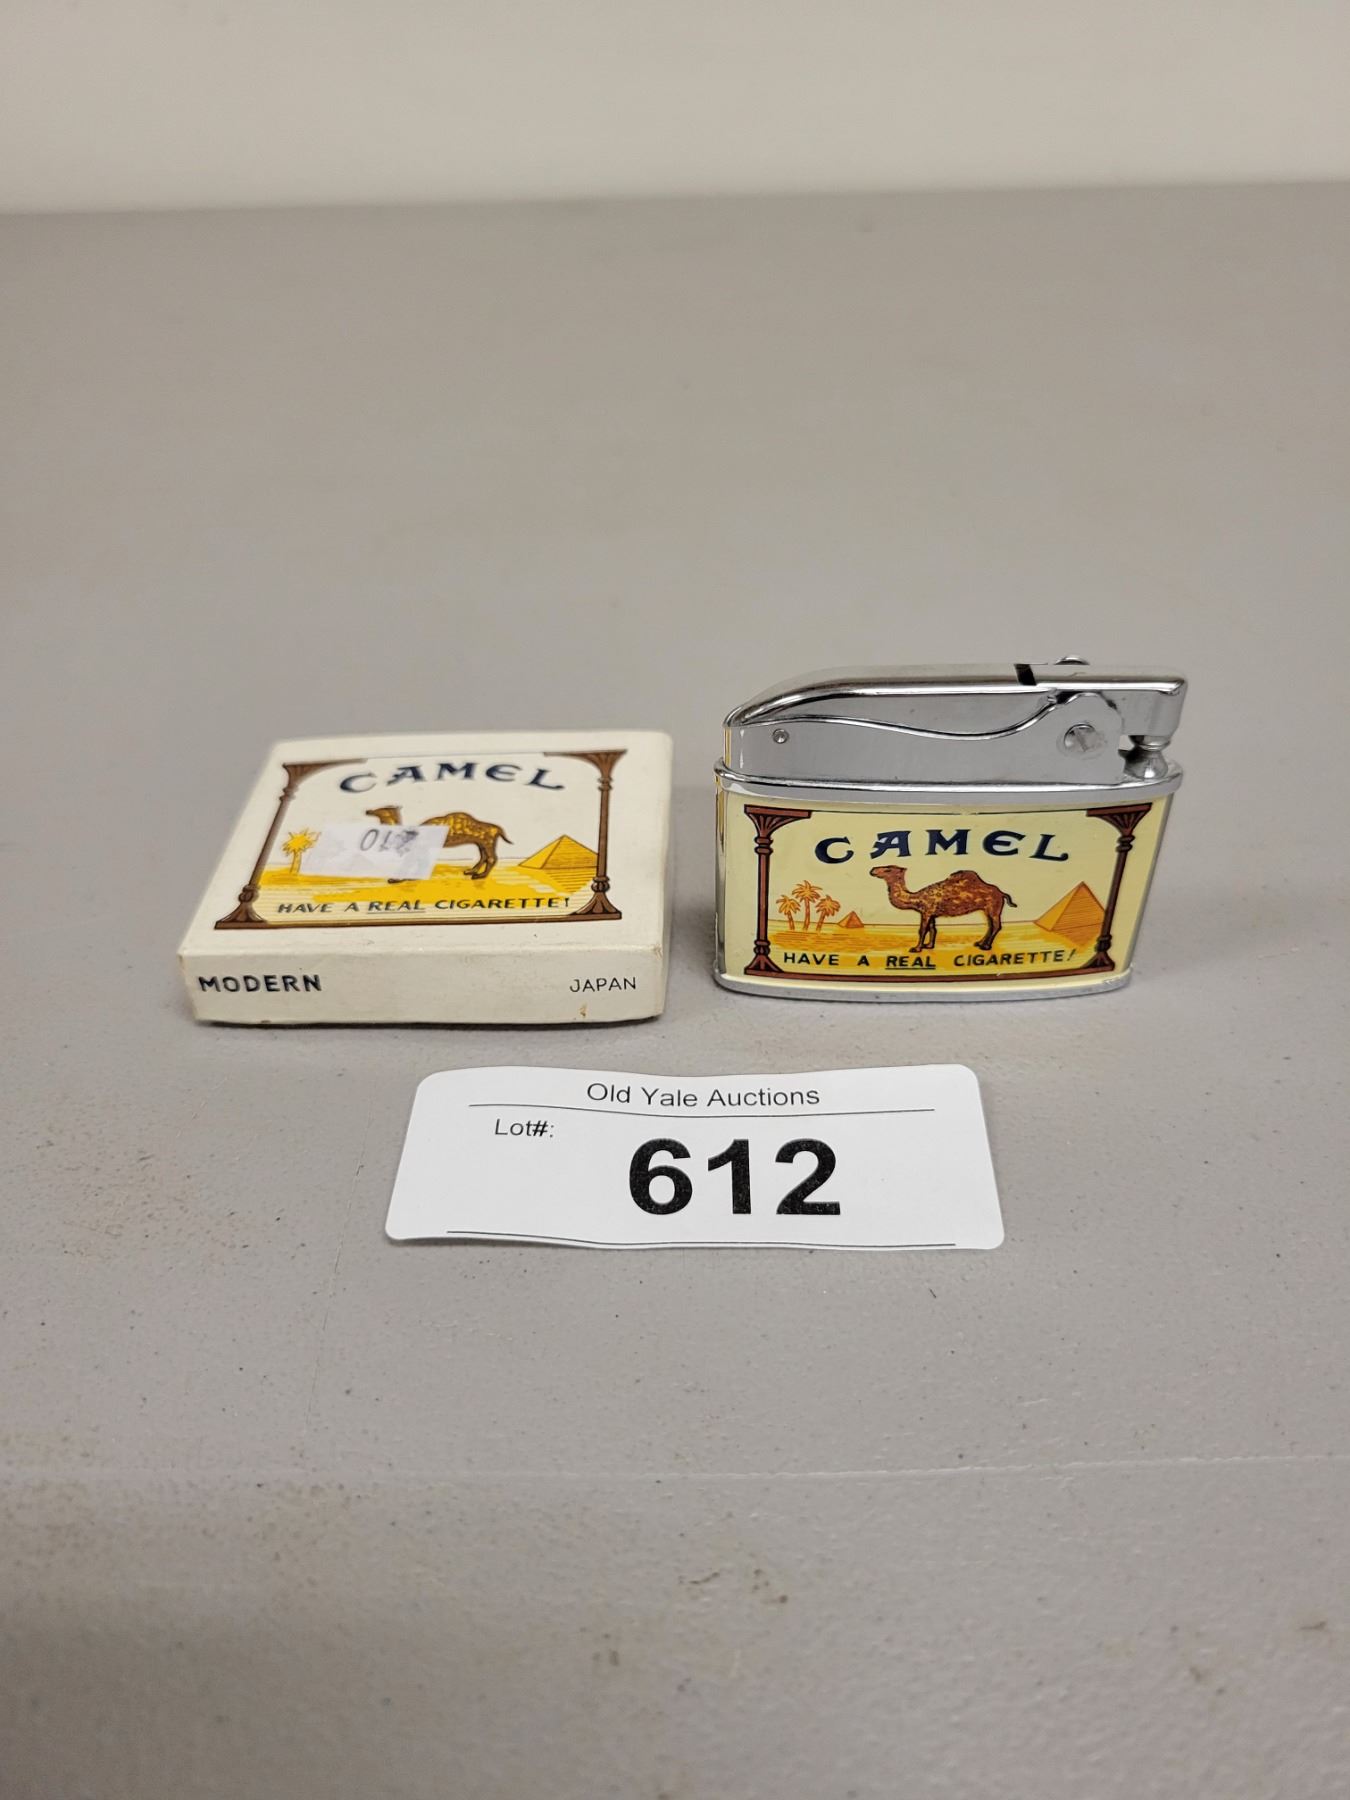 CAMEL
HAVE A REAL CIGARETTE!
MODERN
JAPAN
CAMEL
HAVE A REAL CIGARETTE!
Old Yale Auctions
Lot#:
612